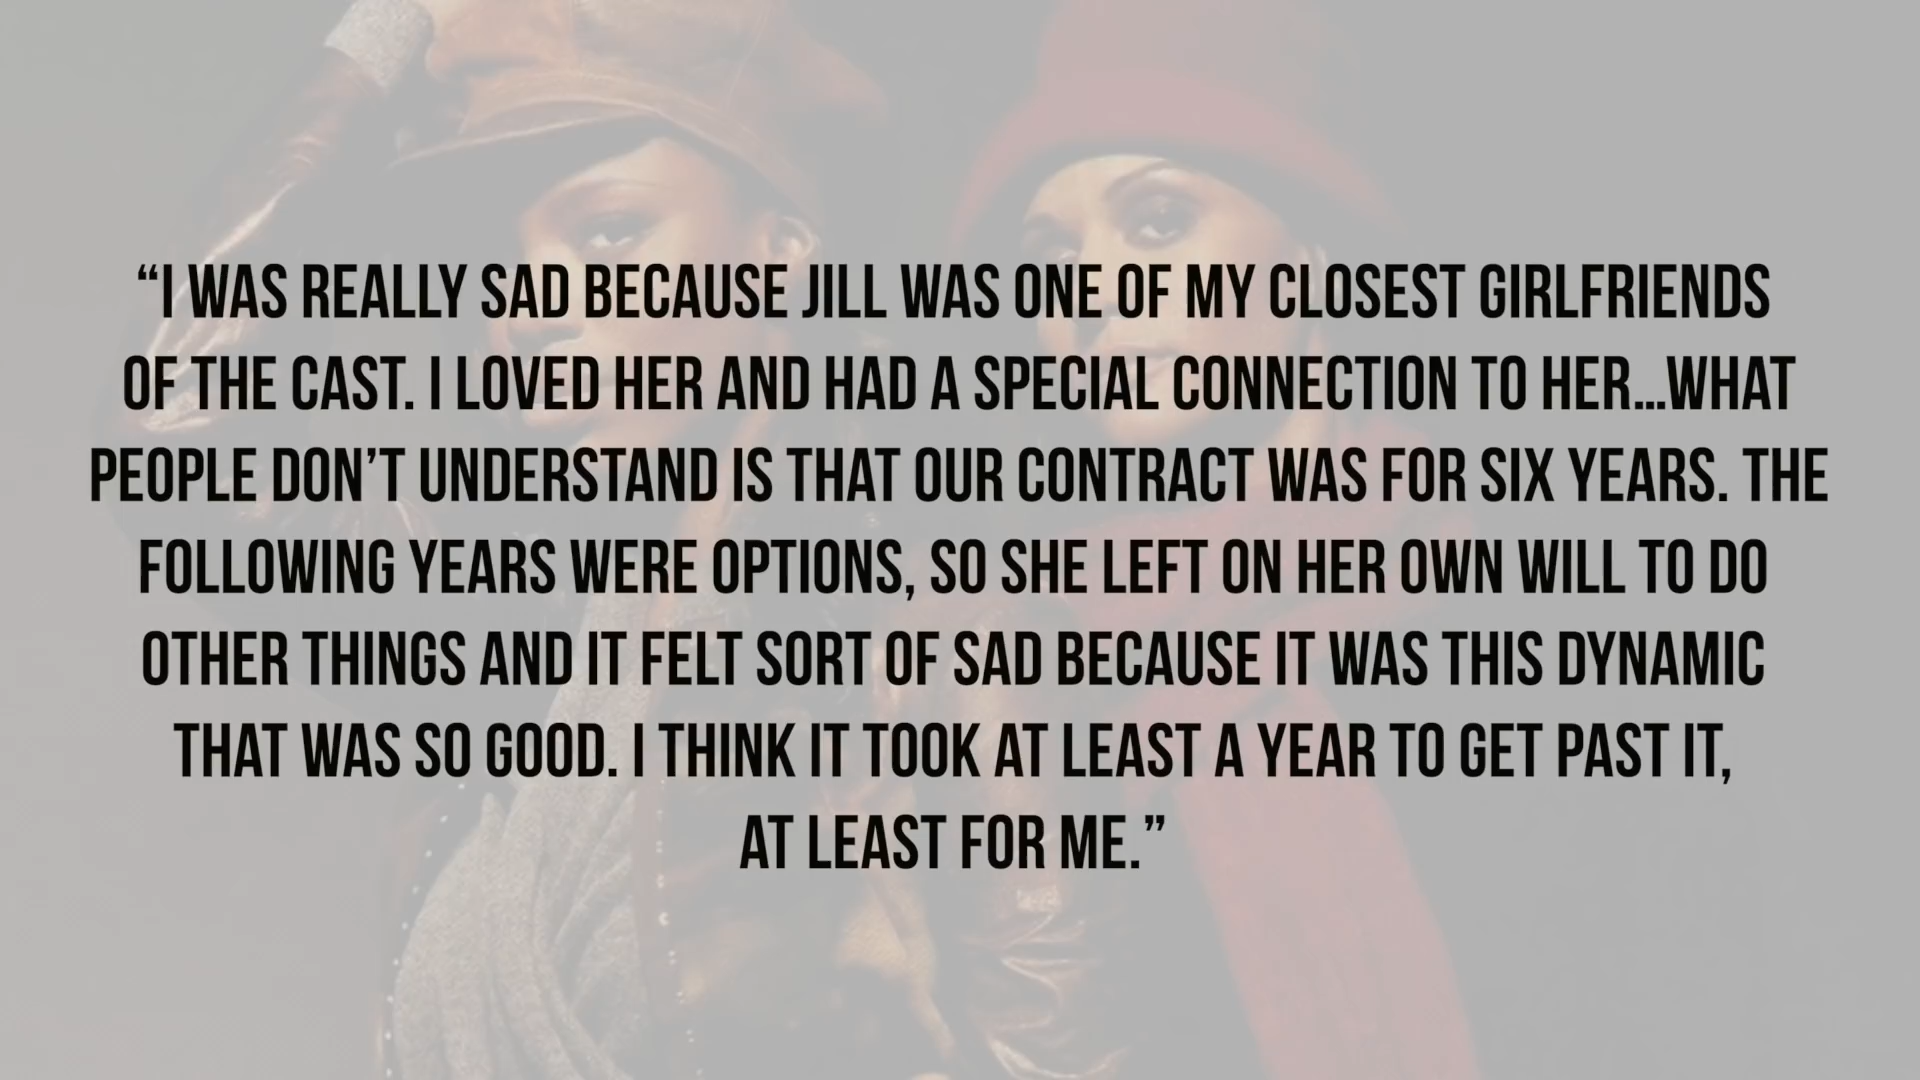 “I WAS REALLY SAD BECAUSE JILL WAS ONE OF MY CLOSEST GIRLFRIENDS
OF THE CAST. I LOVED HER AND HAD A SPECIAL CONNECTION TO HER...WHAT
PEOPLE DON’T UNDERSTAND IS THAT OUR CONTRACT WAS FOR SIX YEARS. THE
FOLLOWING YEARS WERE OPTIONS, SO SHE LEFT ON HER OWN WILL TO DO
OTHER THINGS AND IT FELT SORT OF SAD BECAUSE IT WAS THIS DYNAMIC
THAT WAS SO GOOD. I THINK IT TOOK AT LEAST A YEAR TO GET PAST IT,
AT LEAST FOR ME.”